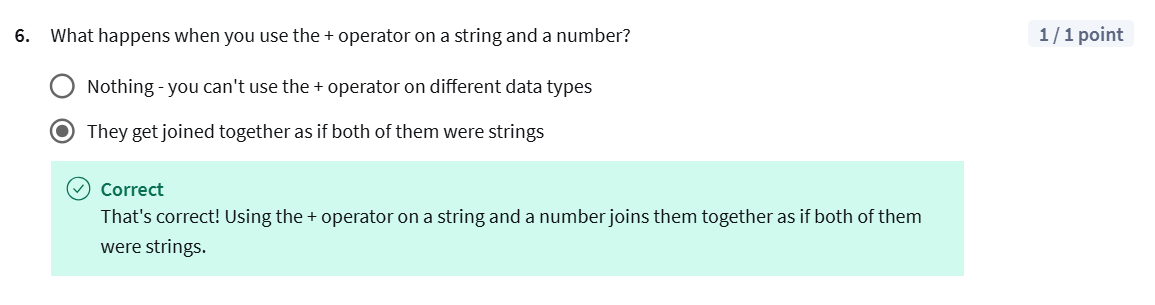 6. What happens when you use the + operator on a string and a number?
1 / 1 point
Nothing - you can't use the + operator on different data types
They get joined together as if both of them were strings
Correct
That's correct! Using the + operator on a string and a number joins them together as if both of them
were strings.